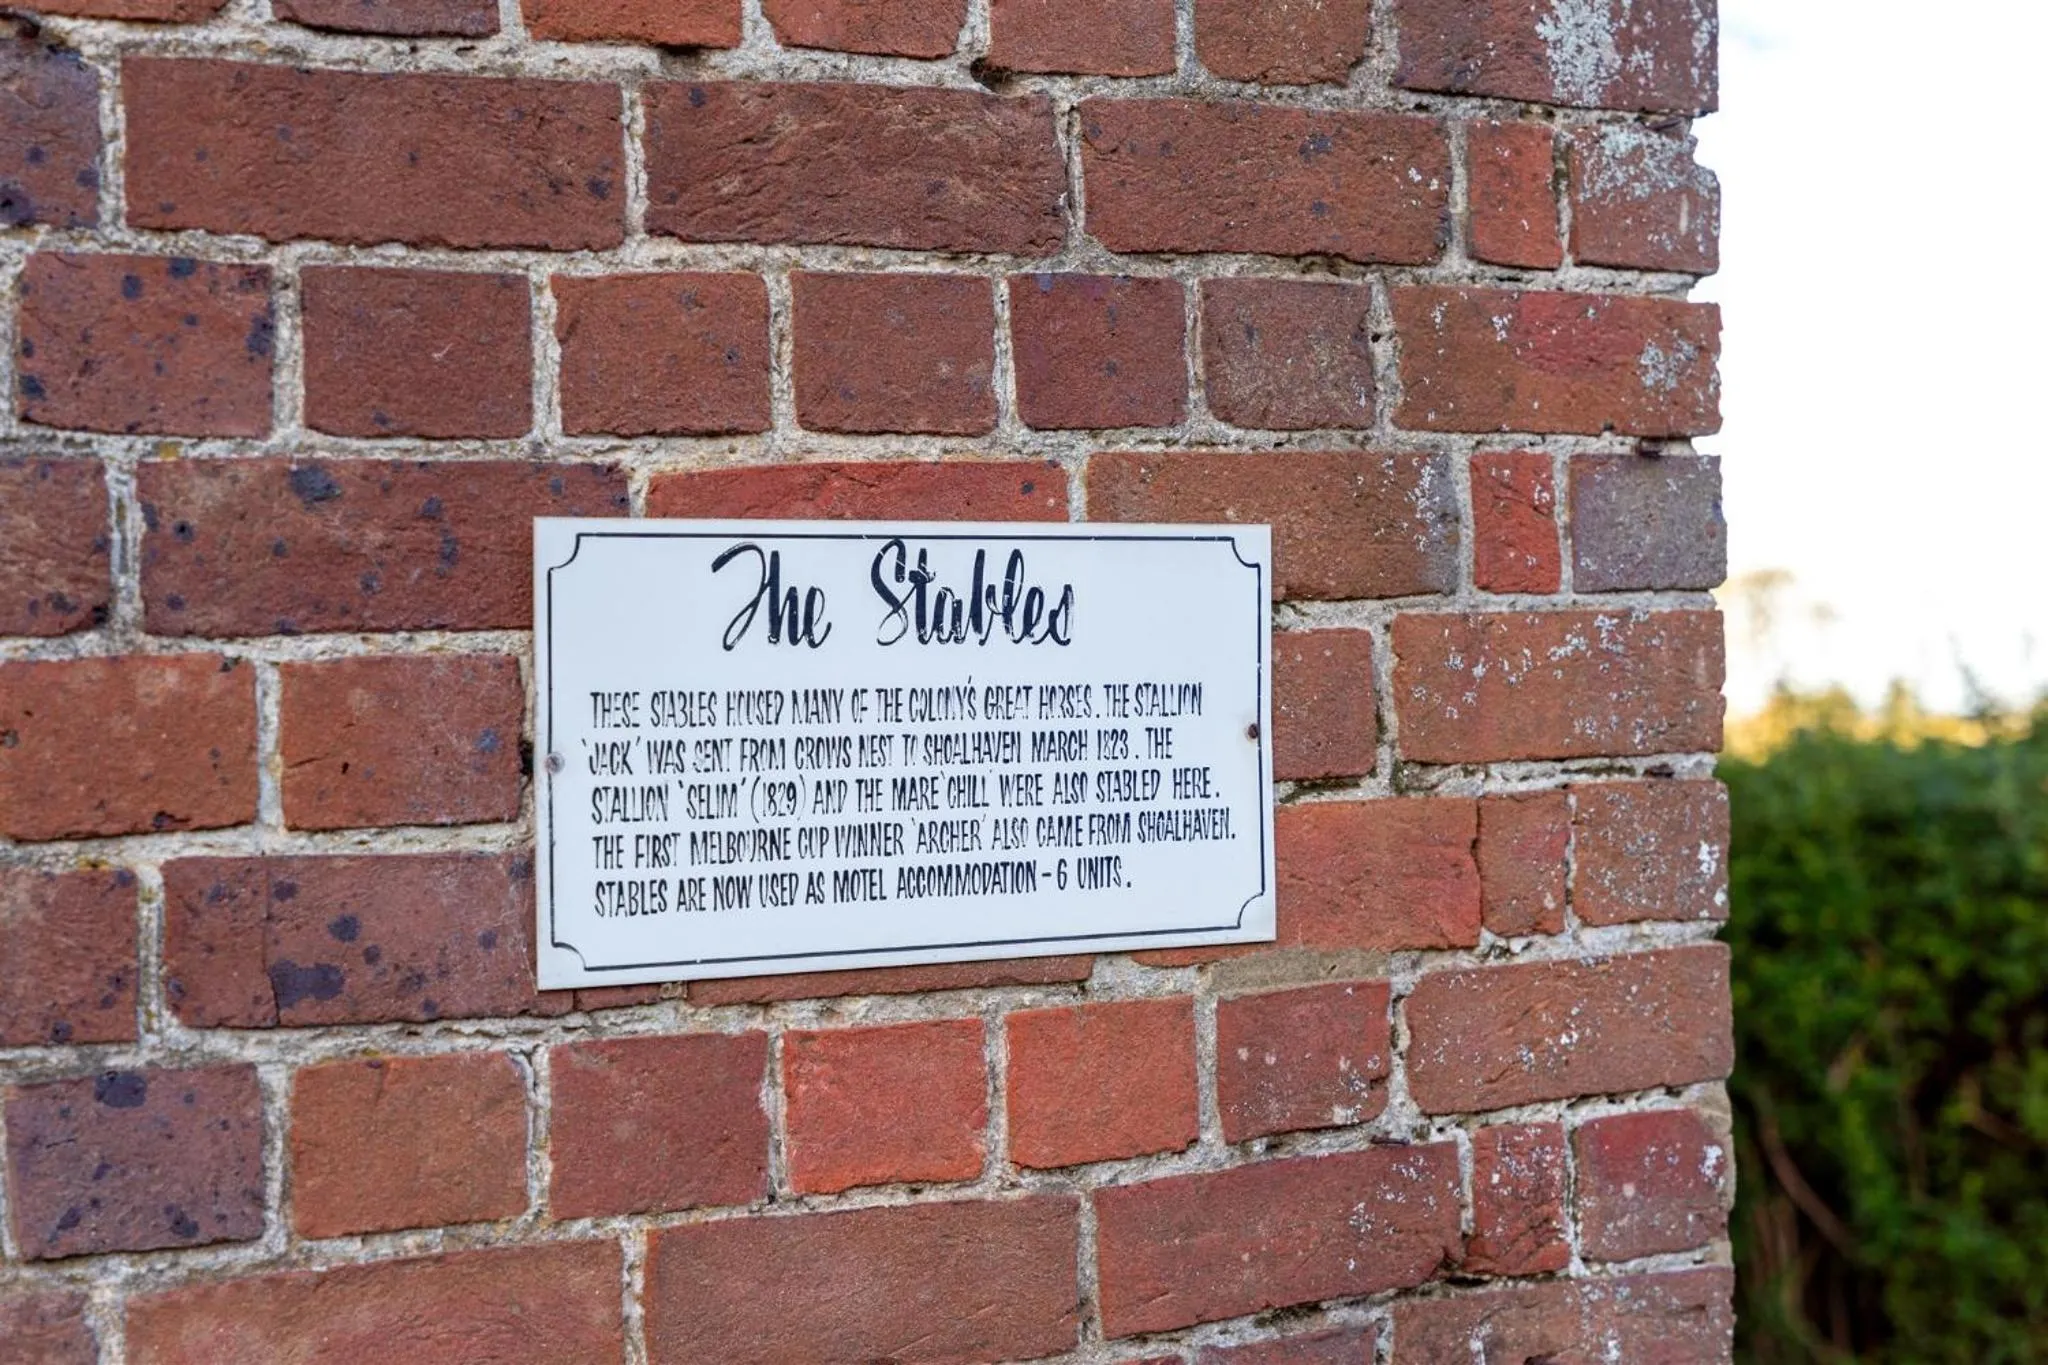 The Stables
THESE STABLES HOUSED MANY OF THE COLONY'S GREAT HORSES. THE STALLION
'JACK' WAS SENT FROM CROWS NEST TO SHOALHAVEN MARCH 1823. THE
STALLION 'SELIM' (1829) AND THE MARE 'CHILL' WERE ALSO STABLED HERE.
THE FIRST MELBOURNE CUP WINNER 'ARCHER' ALSO CAME FROM SHOALHAVEN.
STABLES ARE NOW USED AS MOTEL ACCOMMODATION - 6 UNITS.